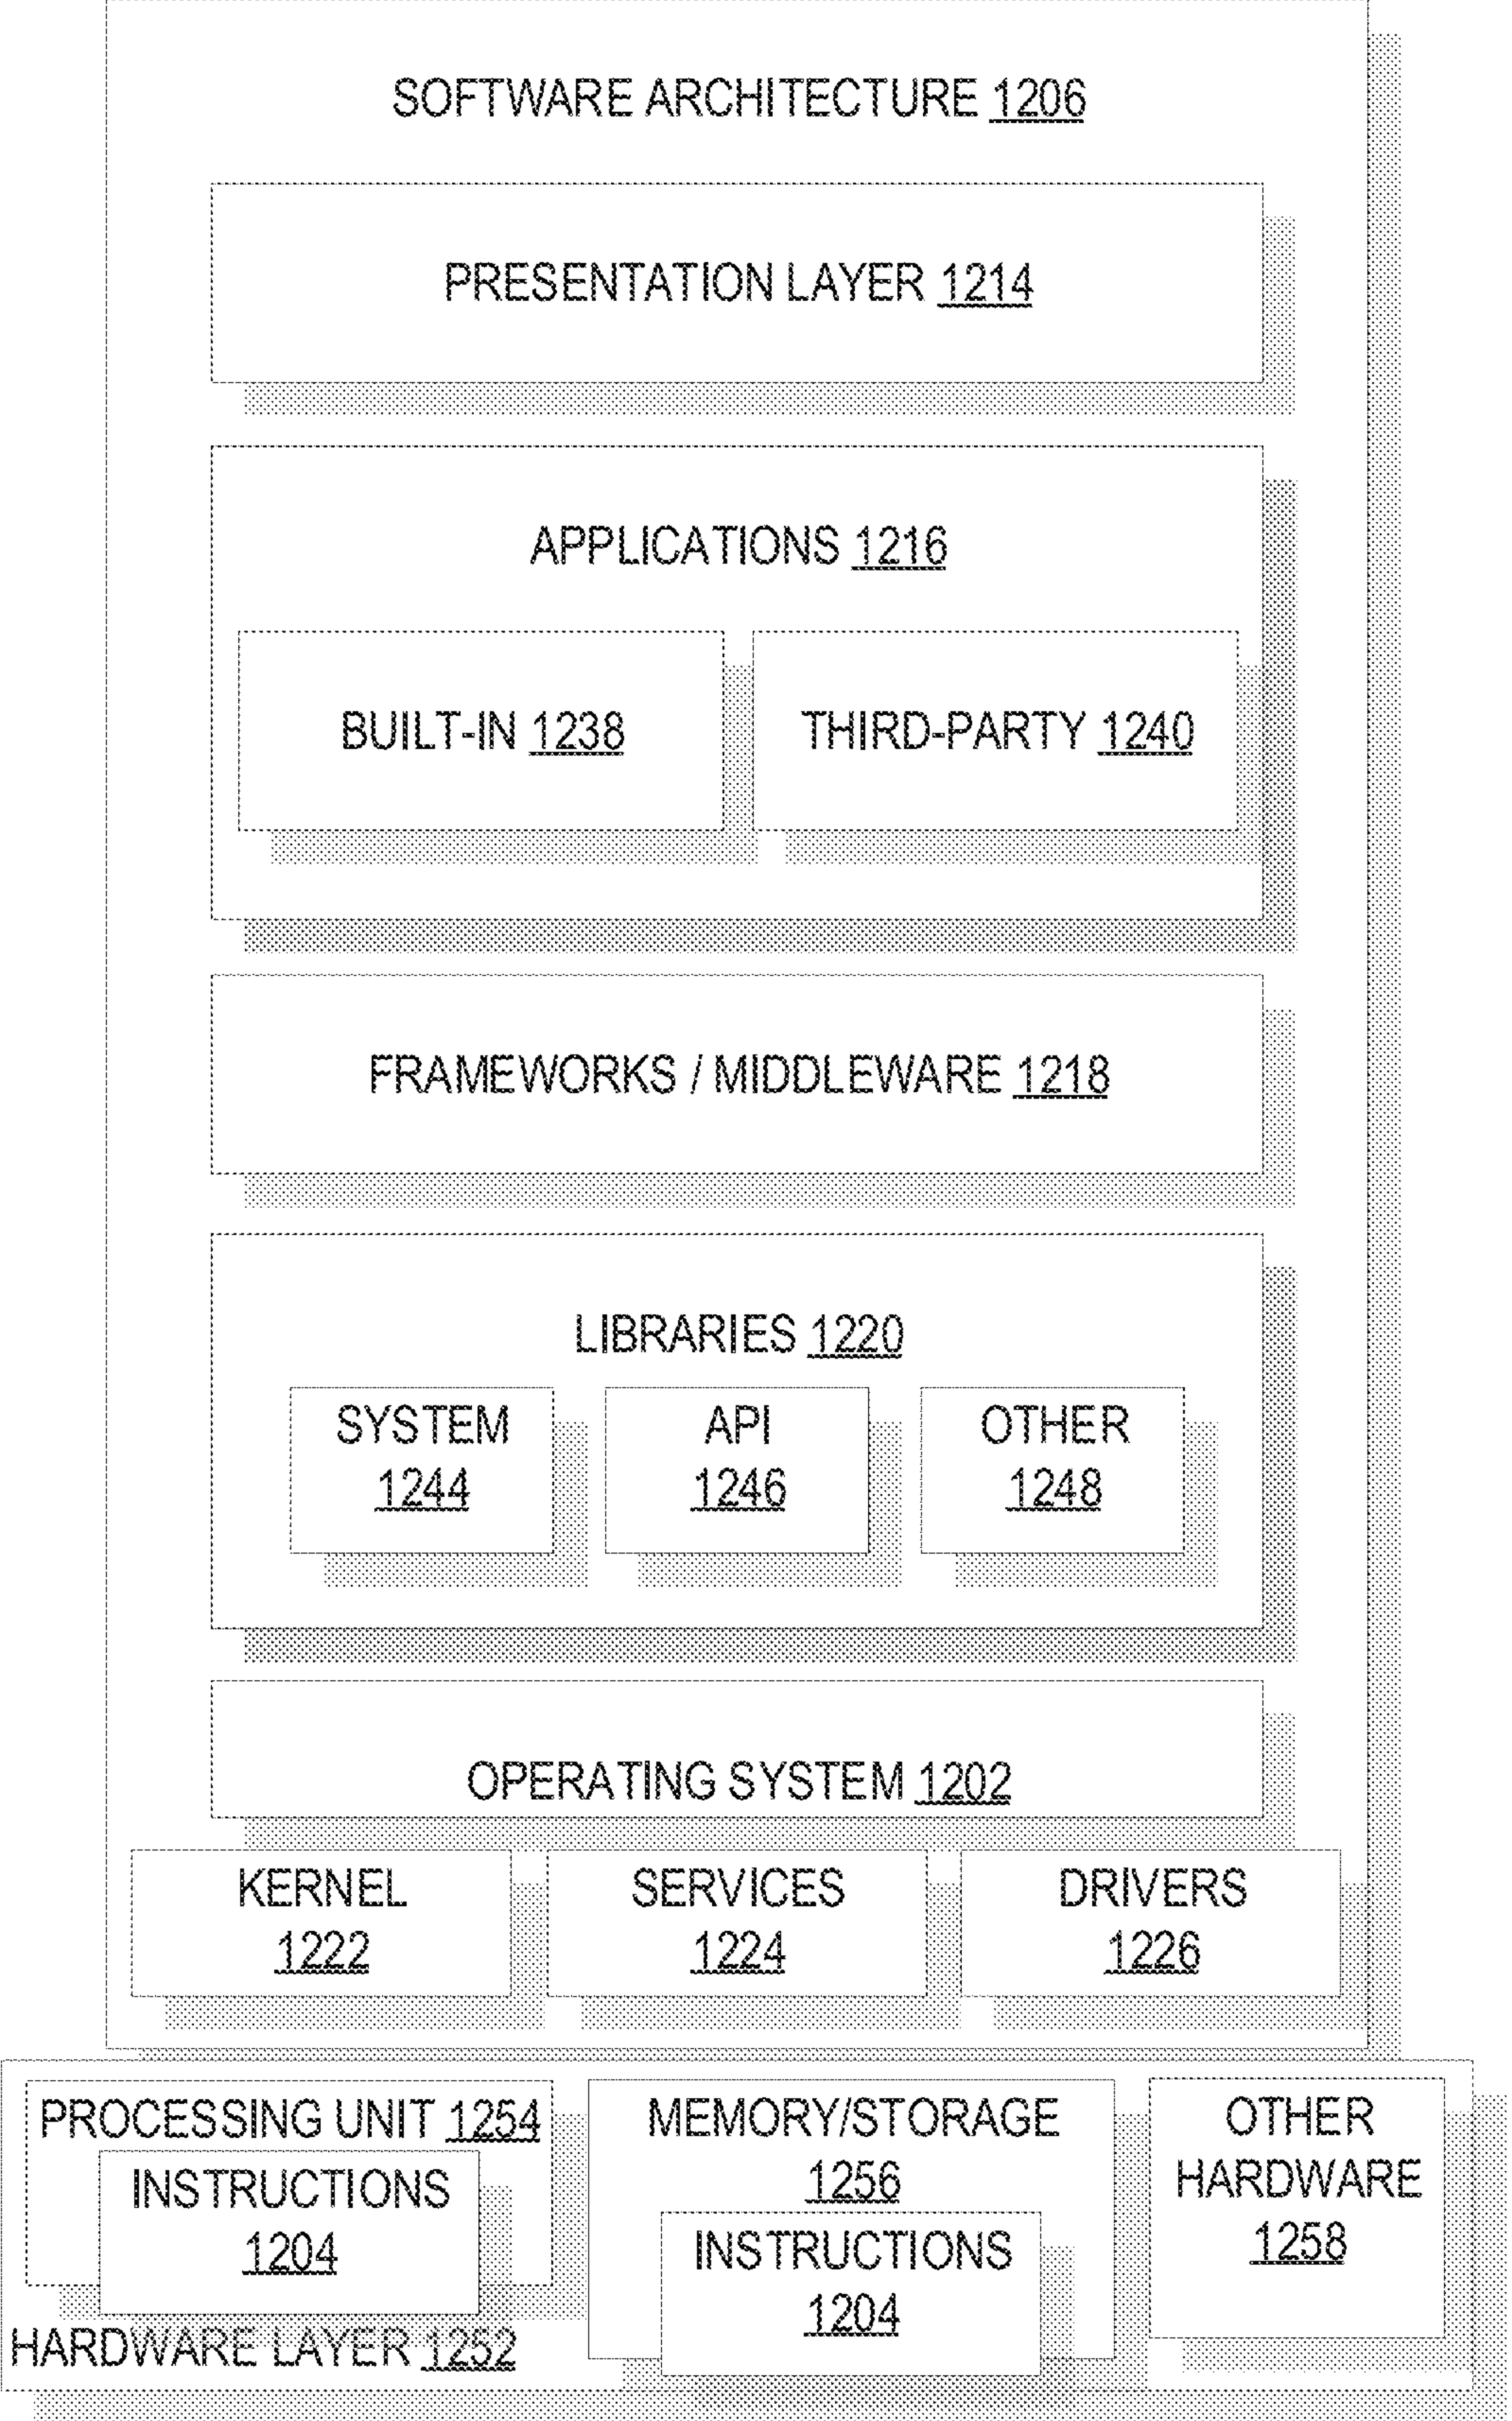 SOFTWARE ARCHITECTURE 1206
PRESENTATION LAYER 1214
APPLICATIONS 1216
BUILT-IN 1238
THIRD-PARTY 1240
FRAMEWORKS / MIDDLEWARE 1218
LIBRARIES 1220
SYSTEM
1244
API
1246
OTHER
1248
OPERATING SYSTEM 1202
KERNEL
1222
SERVICES
1224
DRIVERS
1226
PROCESSING UNIT 1254
INSTRUCTIONS
1204
MEMORY/STORAGE
1256
INSTRUCTIONS
1204
OTHER
HARDWARE
1258
HARDWARE LAYER 1252